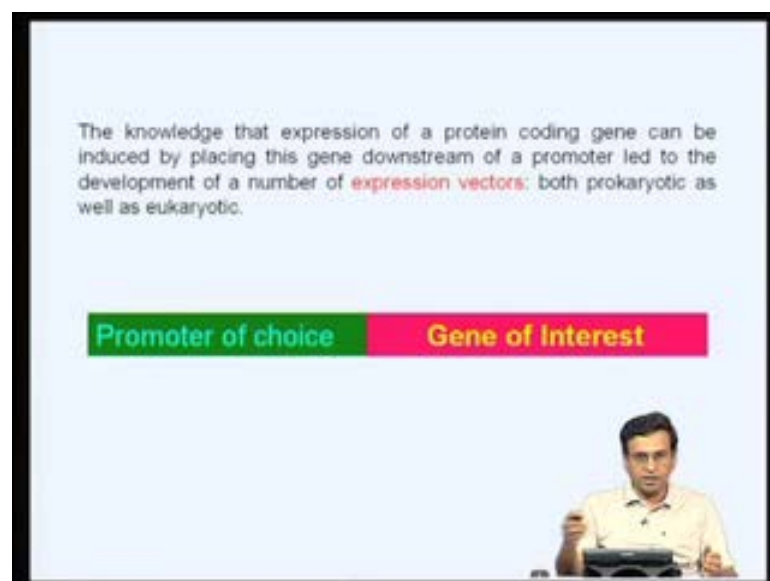 The knowledge that expression of a protein coding gene can be
induced by placing this gene downstream of a promoter led to the
development of a number of expression vectors: both prokaryotic as
well as eukaryotic.
Promoter of choice Gene of Interest